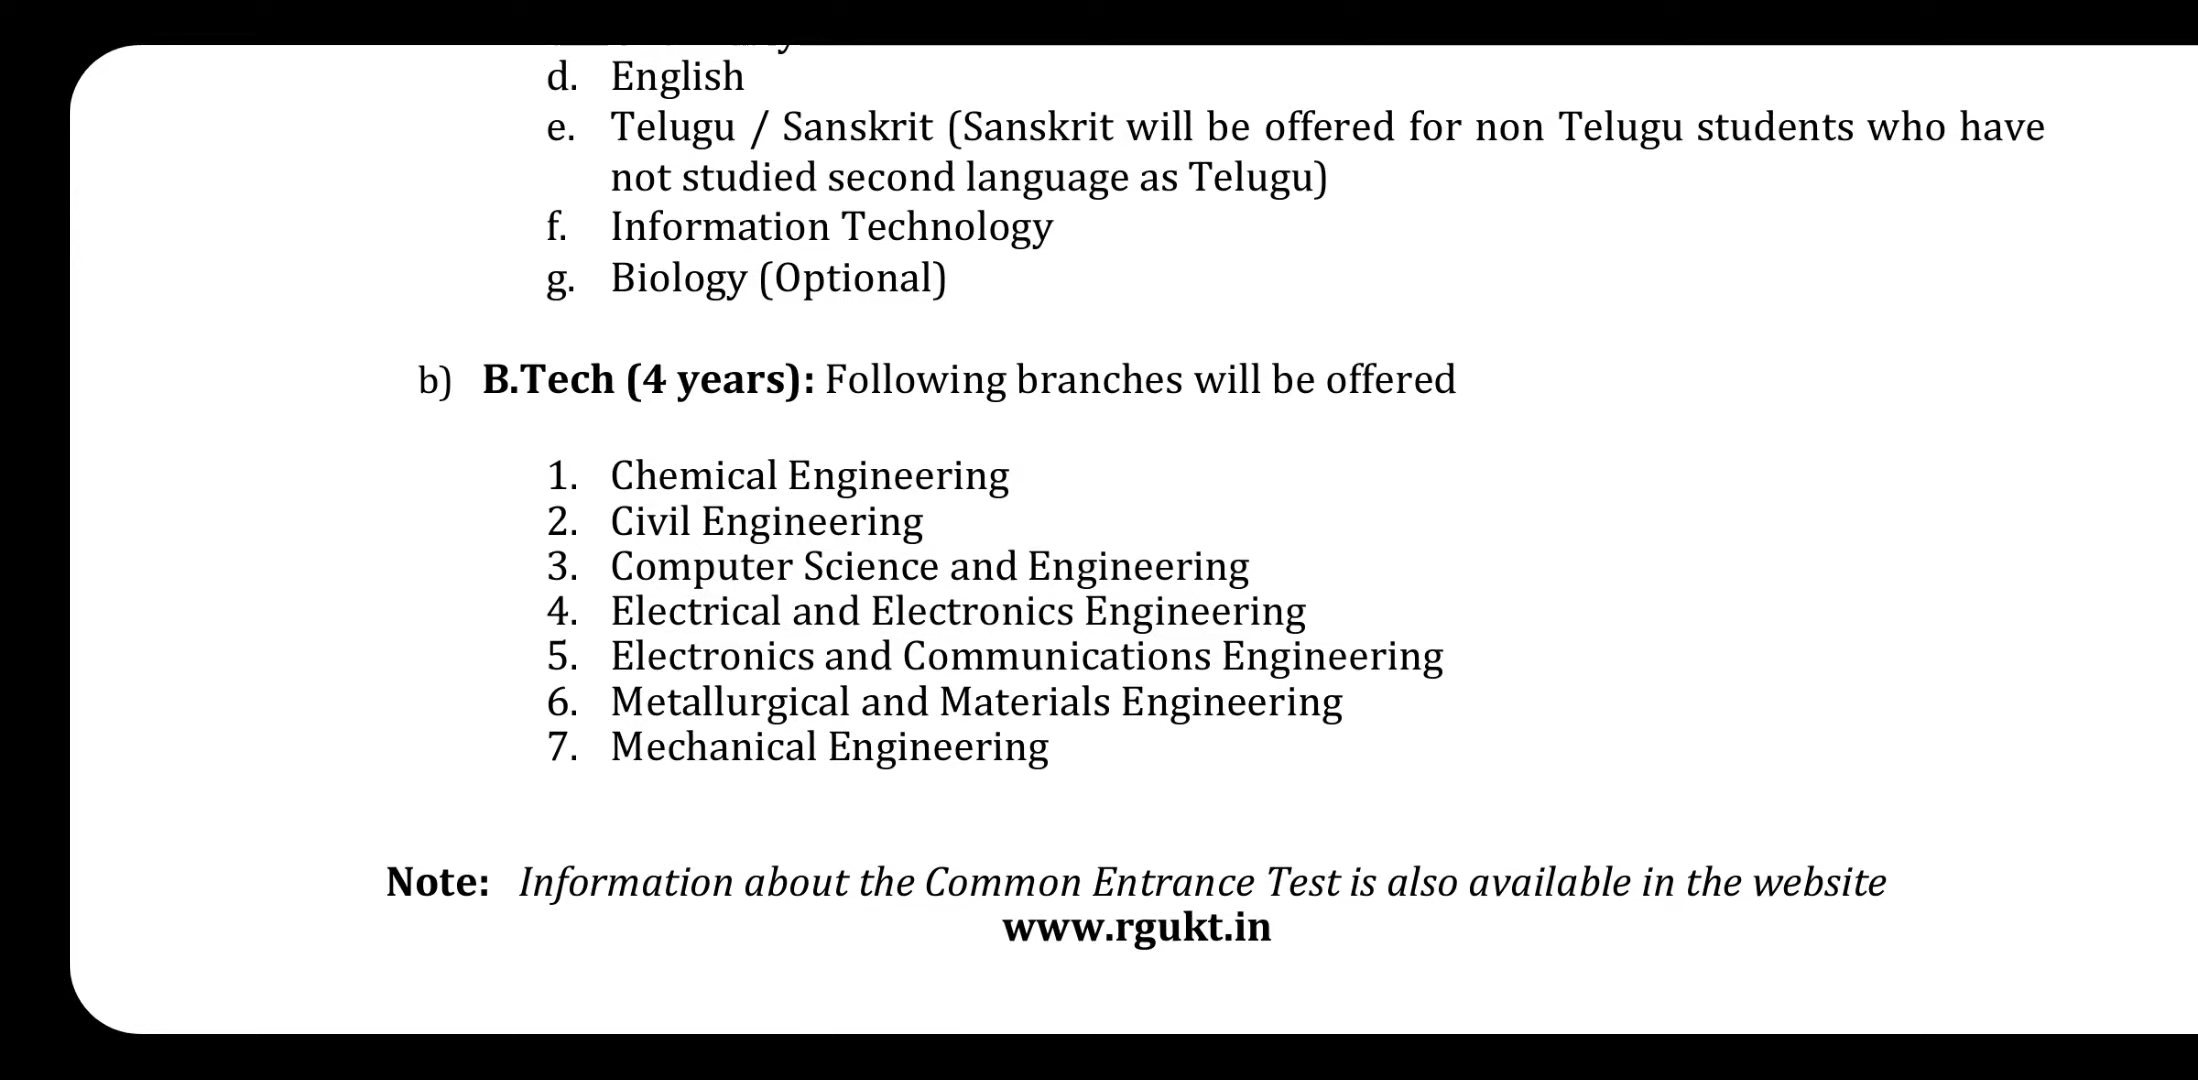 d. English
e. Telugu / Sanskrit (Sanskrit will be offered for non Telugu students who have
not studied second language as Telugu)
f. Information Technology
g. Biology (Optional)
b) B.Tech (4 years): Following branches will be offered
1. Chemical Engineering
2. Civil Engineering
3. Computer Science and Engineering
4. Electrical and Electronics Engineering
5. Electronics and Communications Engineering
6. Metallurgical and Materials Engineering
7. Mechanical Engineering
Note: Information about the Common Entrance Test is also available in the website
www.rgukt.in